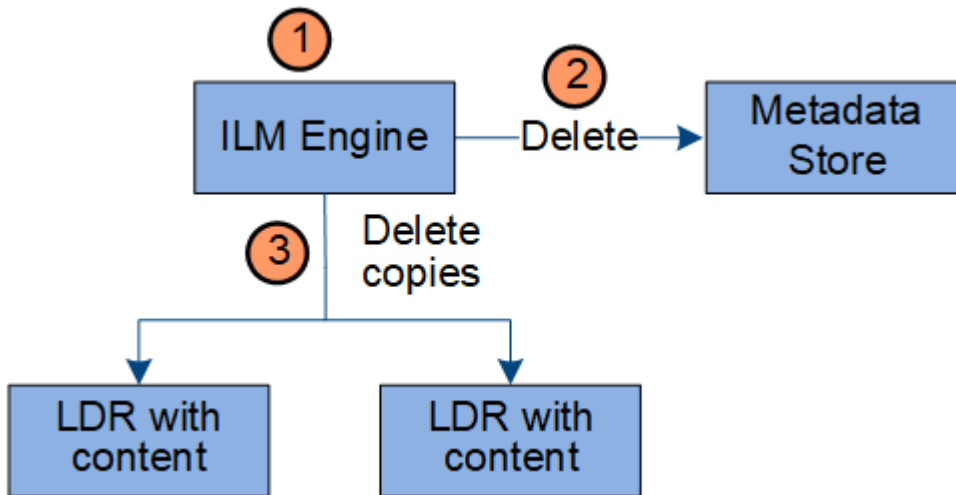 1
2
ILM Engine
Delete
Metadata
Store
3
Delete
copies
LDR with
content
LDR with
content